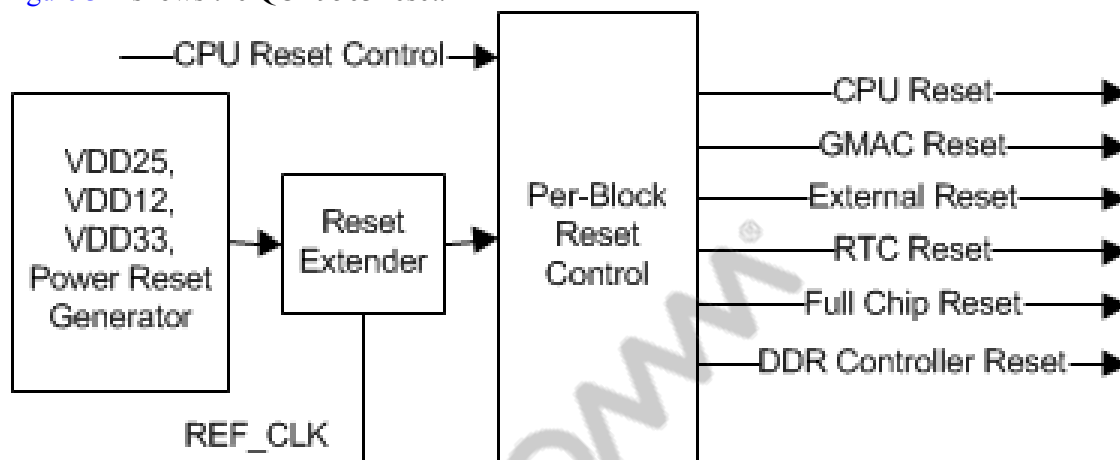 CPU Reset Control
VDD25,
VDD12,
VDD33,
Power Reset
Generator
Reset
Extender
REF_CLK
Per-Block
Reset
Control
CPU Reset
GMAC Reset
External Reset
RTC Reset
Full Chip Reset
DDR Controller Reset